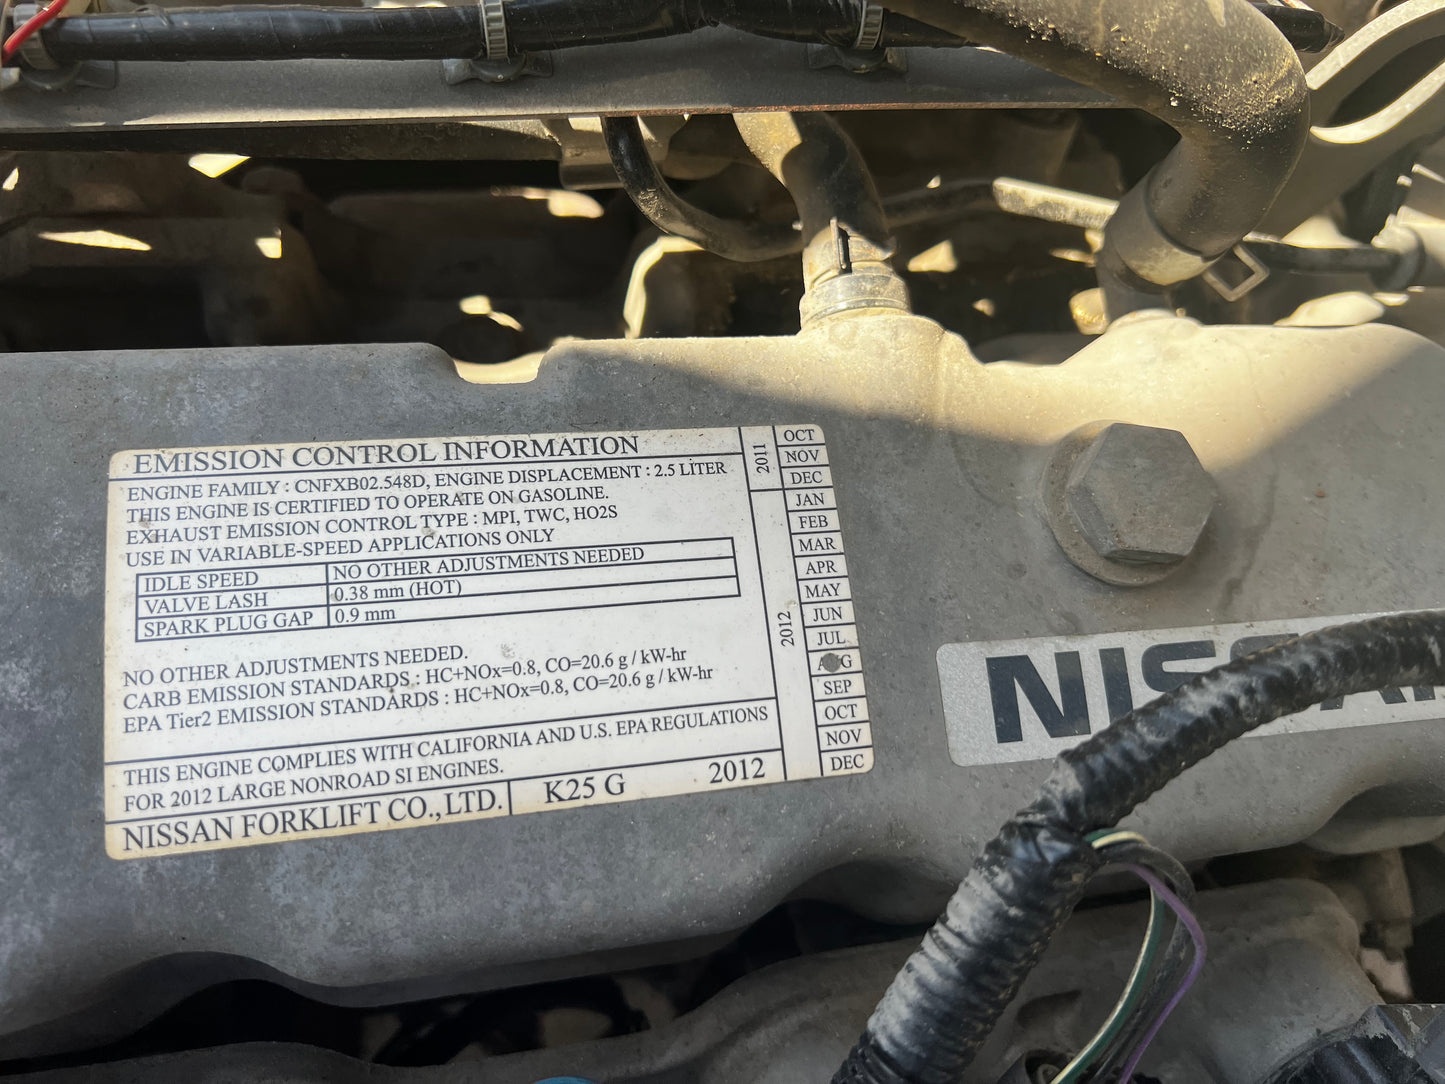 EMISSION CONTROL INFORMATION
ENGINE FAMILY : CNFXB02.548D, ENGINE DISPLACEMENT : 2.5 LITER
THIS ENGINE IS CERTIFIED TO OPERATE ON GASOLINE.
EXHAUST EMISSION CONTROL TYPE : MPI, TWC, HO2S
USE IN VARIABLE-SPEED APPLICATIONS ONLY
IDLE SPEED NO OTHER ADJUSTMENTS NEEDED
VALVE LASH 0.38 mm (HOT)
SPARK PLUG GAP 0.9 mm
NO OTHER ADJUSTMENTS NEEDED.
CARB EMISSION STANDARDS : HC+NOx=0.8, CO=20.6 g / kW-hr
EPA Tier2 EMISSION STANDARDS : HC+NOx=0.8, CO=20.6 g / kW-hr
THIS ENGINE COMPLIES WITH CALIFORNIA AND U.S. EPA REGULATIONS
FOR 2012 LARGE NONROAD SI ENGINES.
NISSAN FORKLIFT CO., LTD. K25 G 2012
2011
OCT
NOV
DEC
2012
JAN
FEB
MAR
APR
MAY
JUN
JUL
AUG
SEP
OCT
NOV
DEC
NISSAN